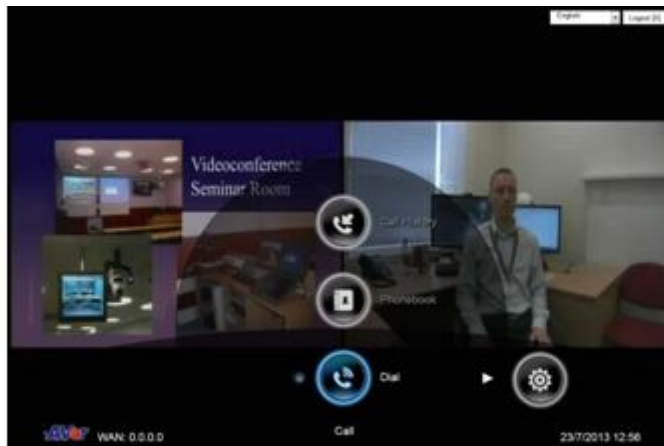 English
Logout
Videoconference
Seminar Room
Call History
Phonebook
Dial
Call
AVer
WAN: 0.0.0.0
23/7/2013 12:56